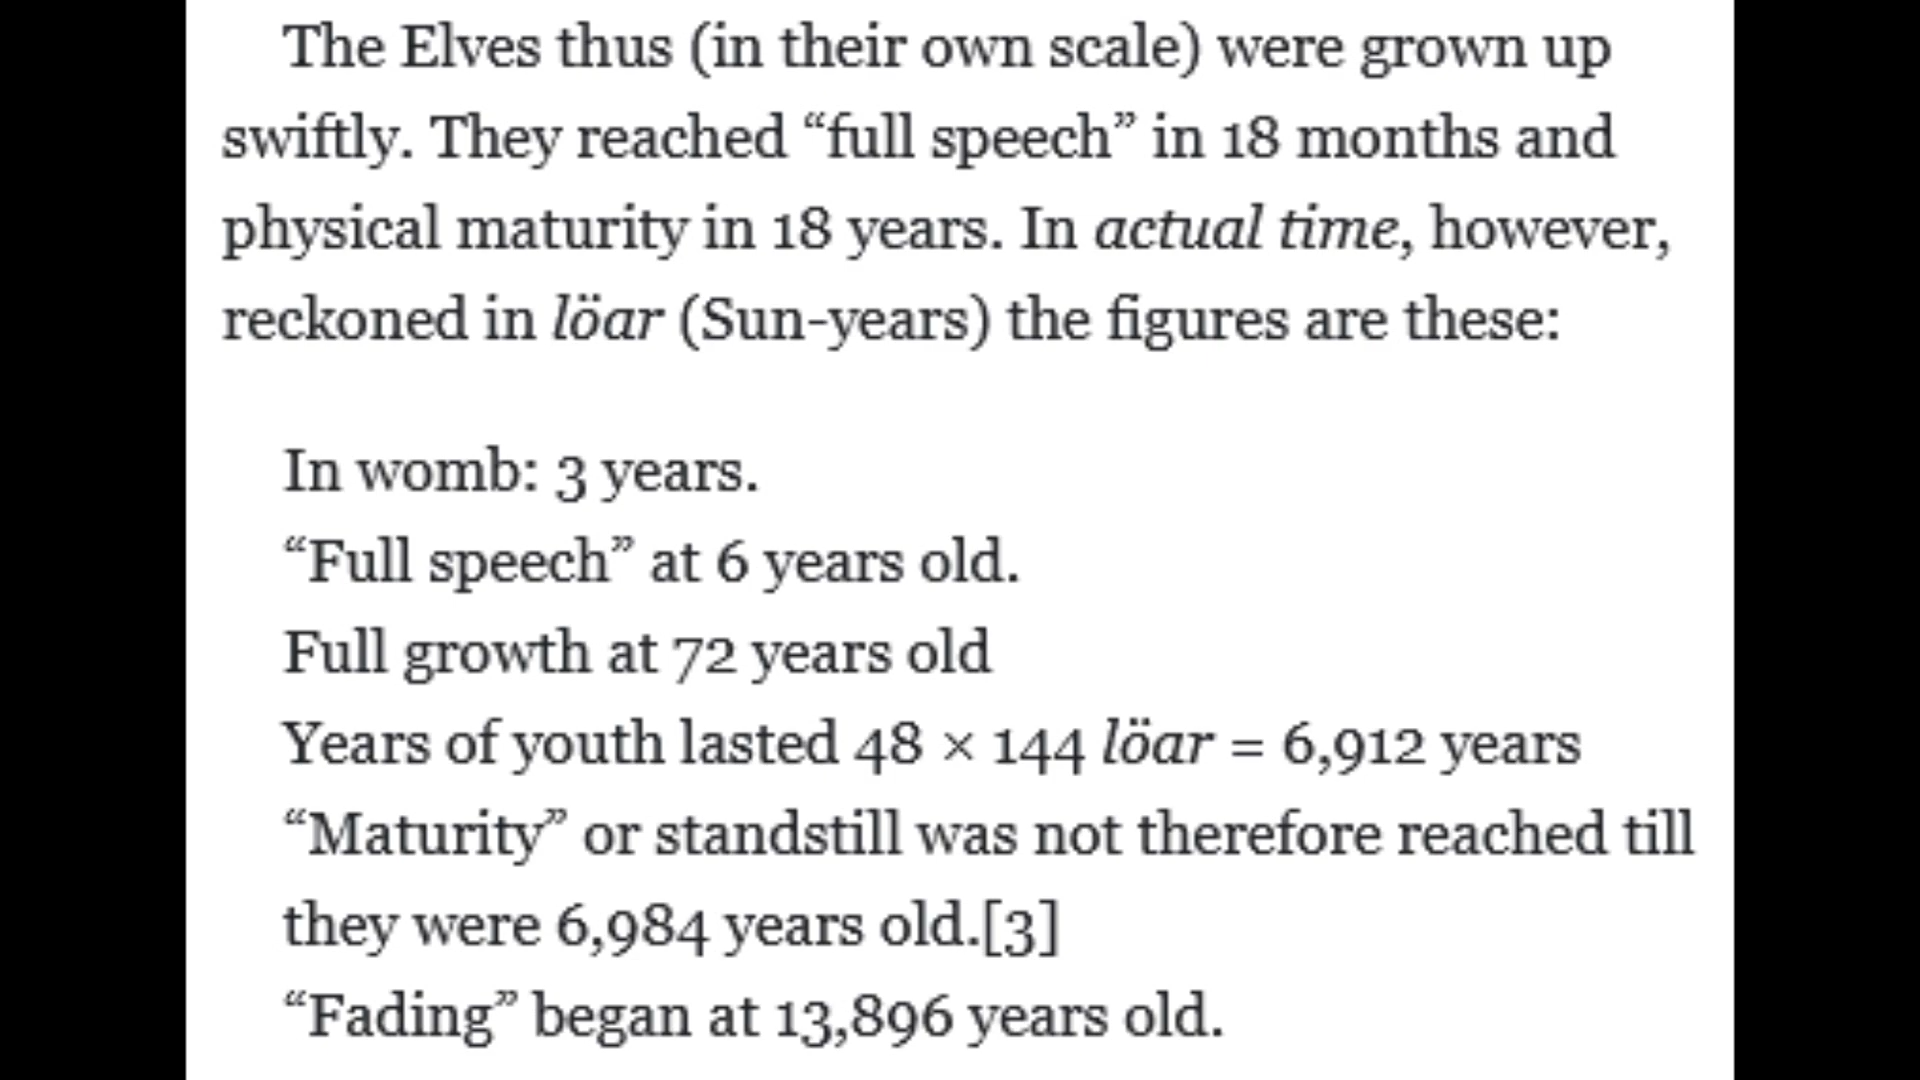 The Elves thus (in their own scale) were grown up
swiftly. They reached “full speech” in 18 months and
physical maturity in 18 years. In actual time, however,
reckoned in löar (Sun-years) the figures are these:
In womb: 3 years.
“Full speech” at 6 years old.
Full growth at 72 years old
Years of youth lasted 48 × 144 löar = 6,912 years
“Maturity” or standstill was not therefore reached till
they were 6,984 years old.[3]
“Fading” began at 13,896 years old.